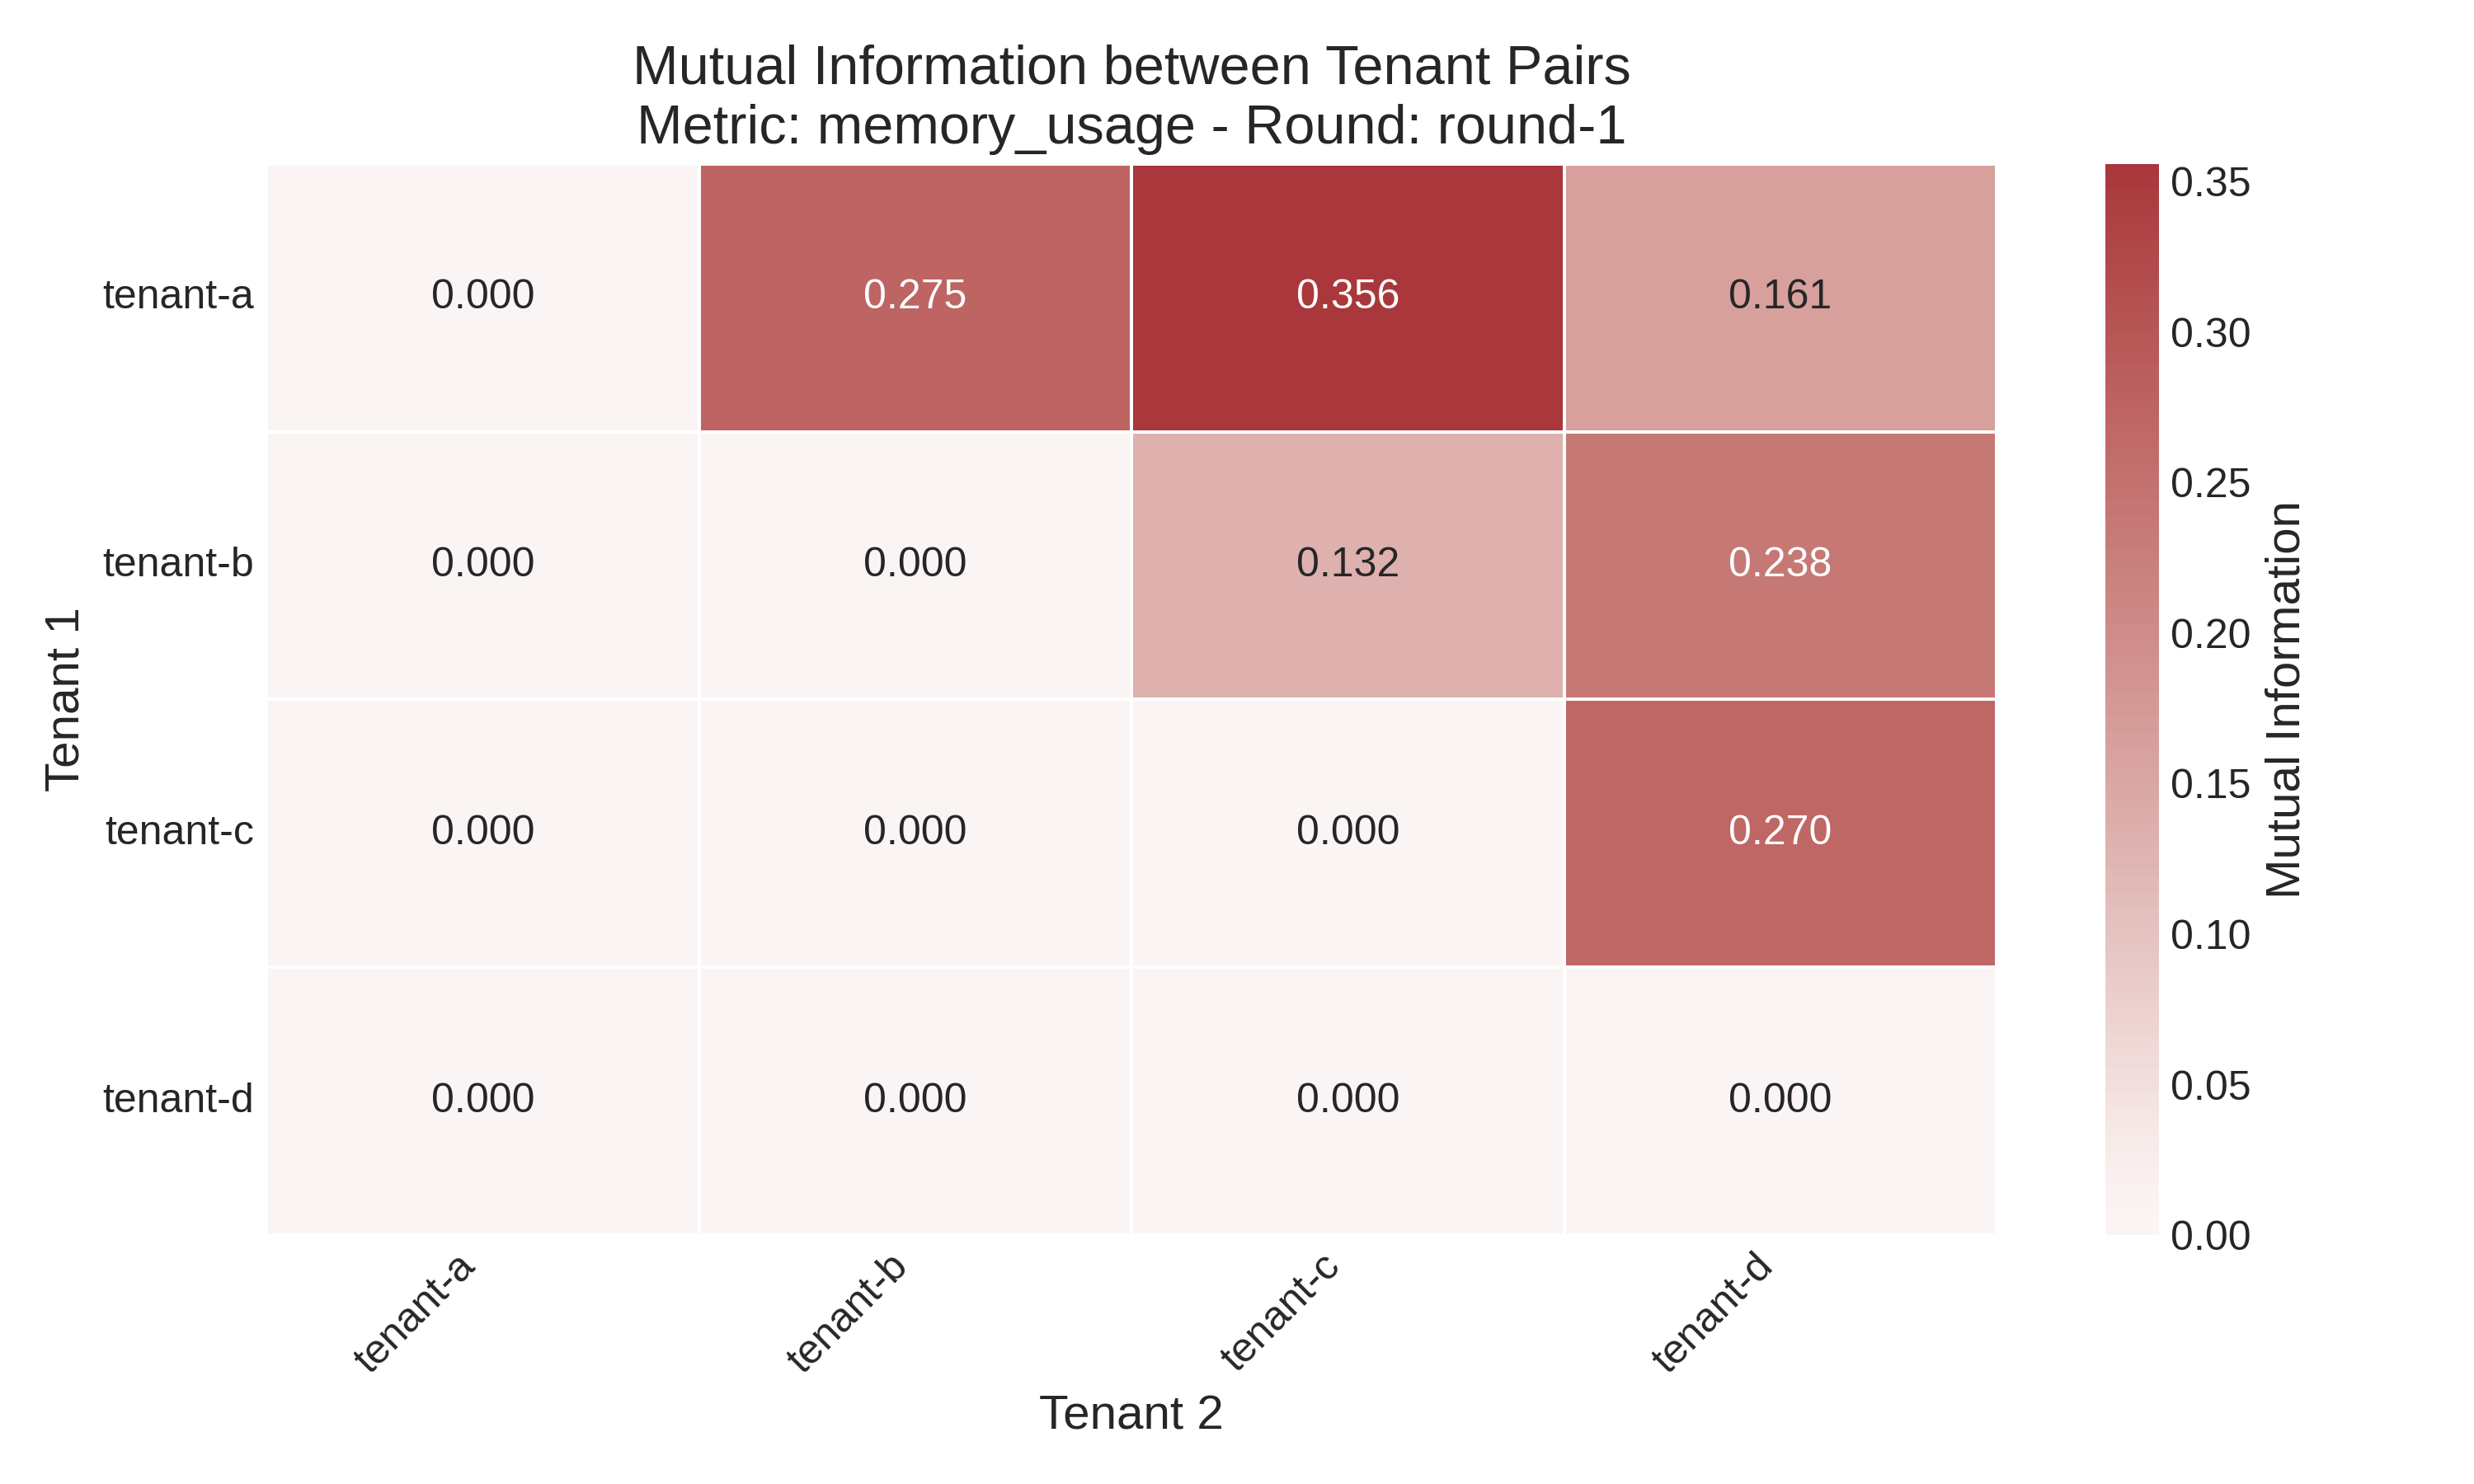 Mutual Information between Tenant Pairs
Metric: memory_usage - Round: round-1
tenant-a 0.000 0.275 0.356 0.161
tenant-b 0.000 0.000 0.132 0.238
tenant-c 0.000 0.000 0.000 0.270
tenant-d 0.000 0.000 0.000 0.000
Tenant 1
tenant-a tenant-b tenant-c tenant-d
Tenant 2
0.35
0.30
0.25
0.20
0.15
0.10
0.05
0.00
Mutual Information